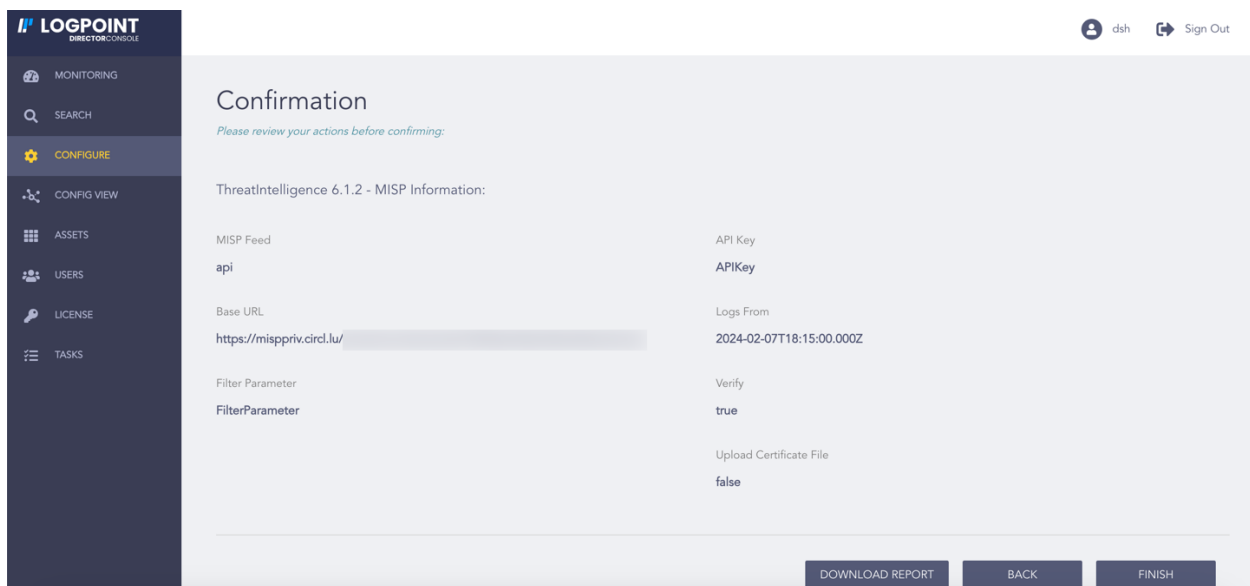 LOGPOINT
DIRECTORCONSOLE
dsh
Sign Out
MONITORING
SEARCH
CONFIGURE
CONFIG VIEW
ASSETS
USERS
LICENSE
TASKS
Confirmation
Please review your actions before confirming:
ThreatIntelligence 6.1.2 - MISP Information:
MISP Feed
api
API Key
APIKey
Base URL
https://misppriv.circl.lu/
Logs From
2024-02-07T18:15:00.000Z
Filter Parameter
FilterParameter
Verify
true
Upload Certificate File
false
DOWNLOAD REPORT
BACK
FINISH